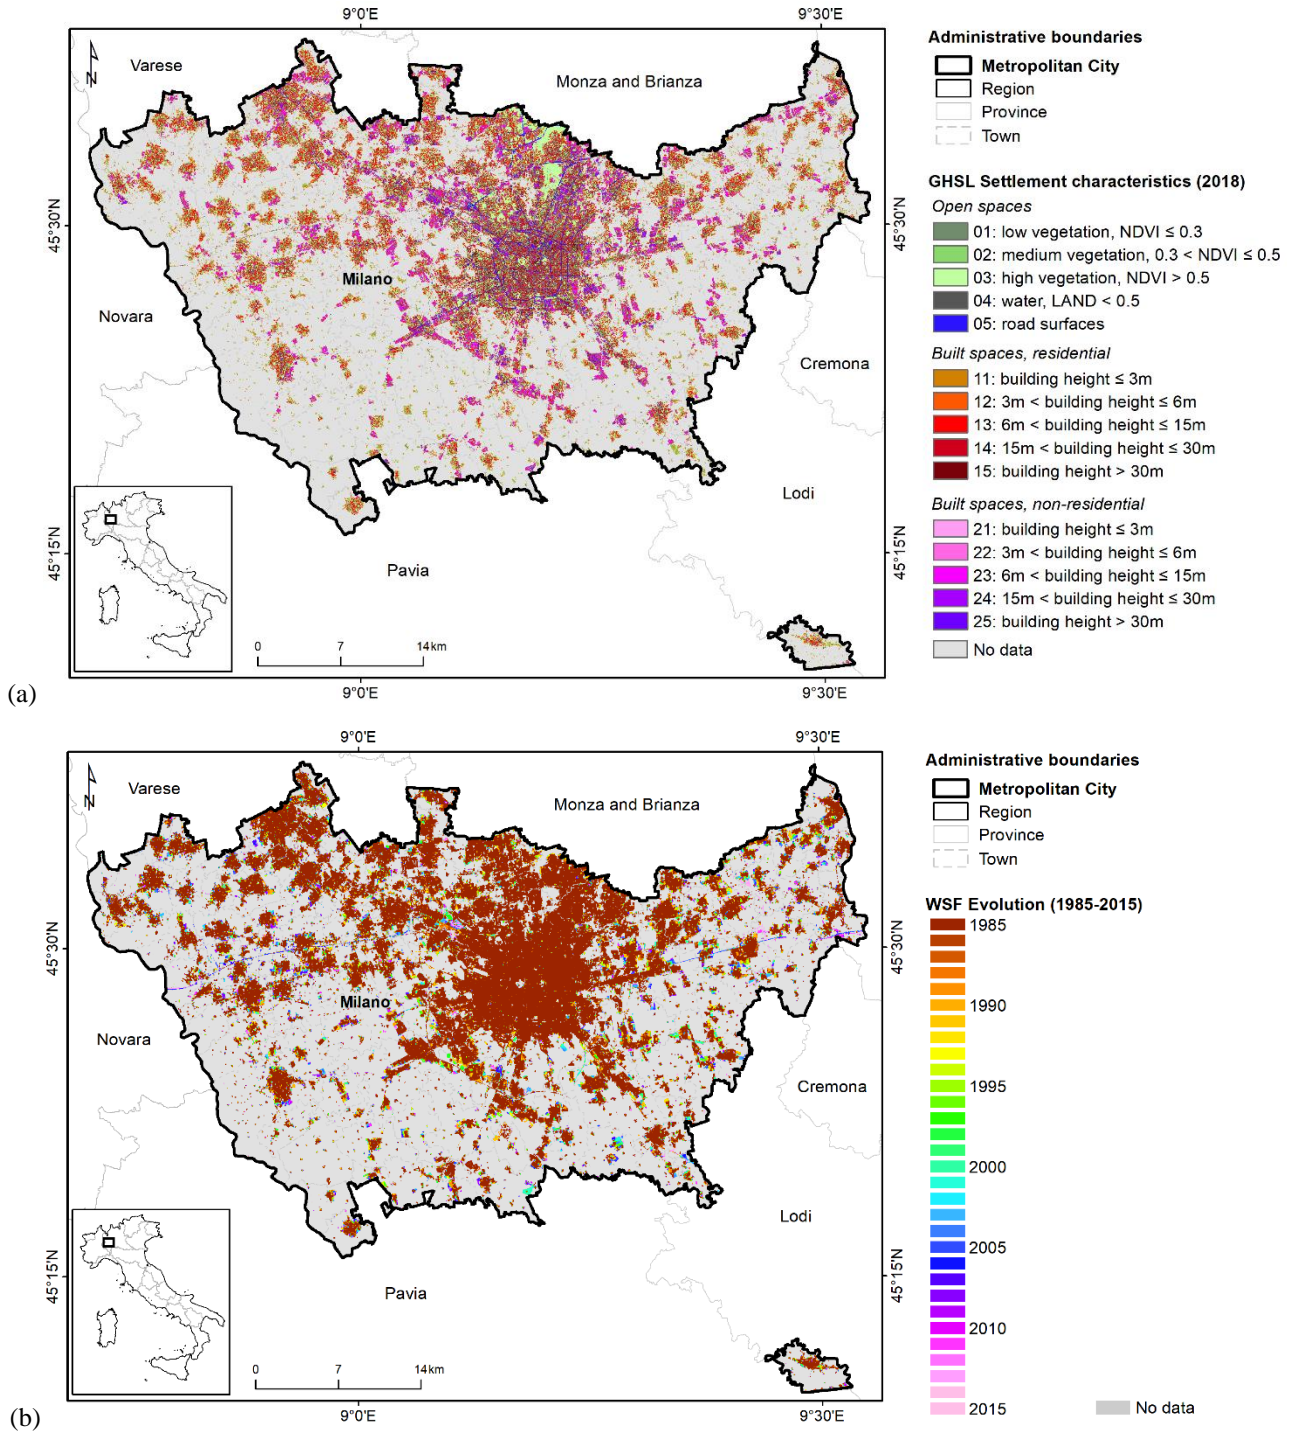 9°0'E
9°30'E
N
Varese
Monza and Brianza
45°30'N
45°30'N
Milano
Novara
Cremona
Lodi
45°15'N
45°15'N
Pavia
0
7
14km
9°0'E
9°30'E
(a)
Administrative boundaries
Metropolitan City
Region
Province
Town
GHSL Settlement characteristics (2018)
Open spaces
01: low vegetation, NDVI ≤ 0.3
02: medium vegetation, 0.3 < NDVI ≤ 0.5
03: high vegetation, NDVI > 0.5
04: water, LAND < 0.5
05: road surfaces
Built spaces, residential
11: building height ≤ 3m
12: 3m < building height ≤ 6m
13: 6m < building height ≤ 15m
14: 15m < building height ≤ 30m
15: building height > 30m
Built spaces, non-residential
21: building height ≤ 3m
22: 3m < building height ≤ 6m
23: 6m < building height ≤ 15m
24: 15m < building height ≤ 30m
25: building height > 30m
No data
9°0'E
9°30'E
N
Varese
Monza and Brianza
45°30'N
45°30'N
Milano
Novara
Cremona
Lodi
45°15'N
45°15'N
Pavia
0
7
14km
9°0'E
9°30'E
(b)
Administrative boundaries
Metropolitan City
Region
Province
Town
WSF Evolution (1985-2015)
1985
1990
1995
2000
2005
2010
2015
No data